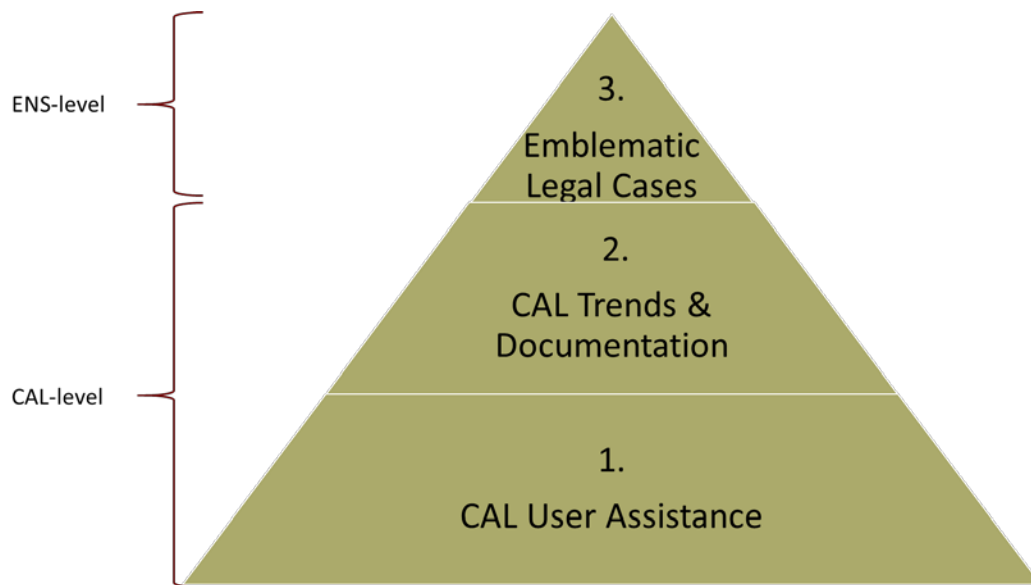 ENS-level
3.
Emblematic
Legal Cases
2.
CAL Trends &
Documentation
CAL-level
1.
CAL User Assistance